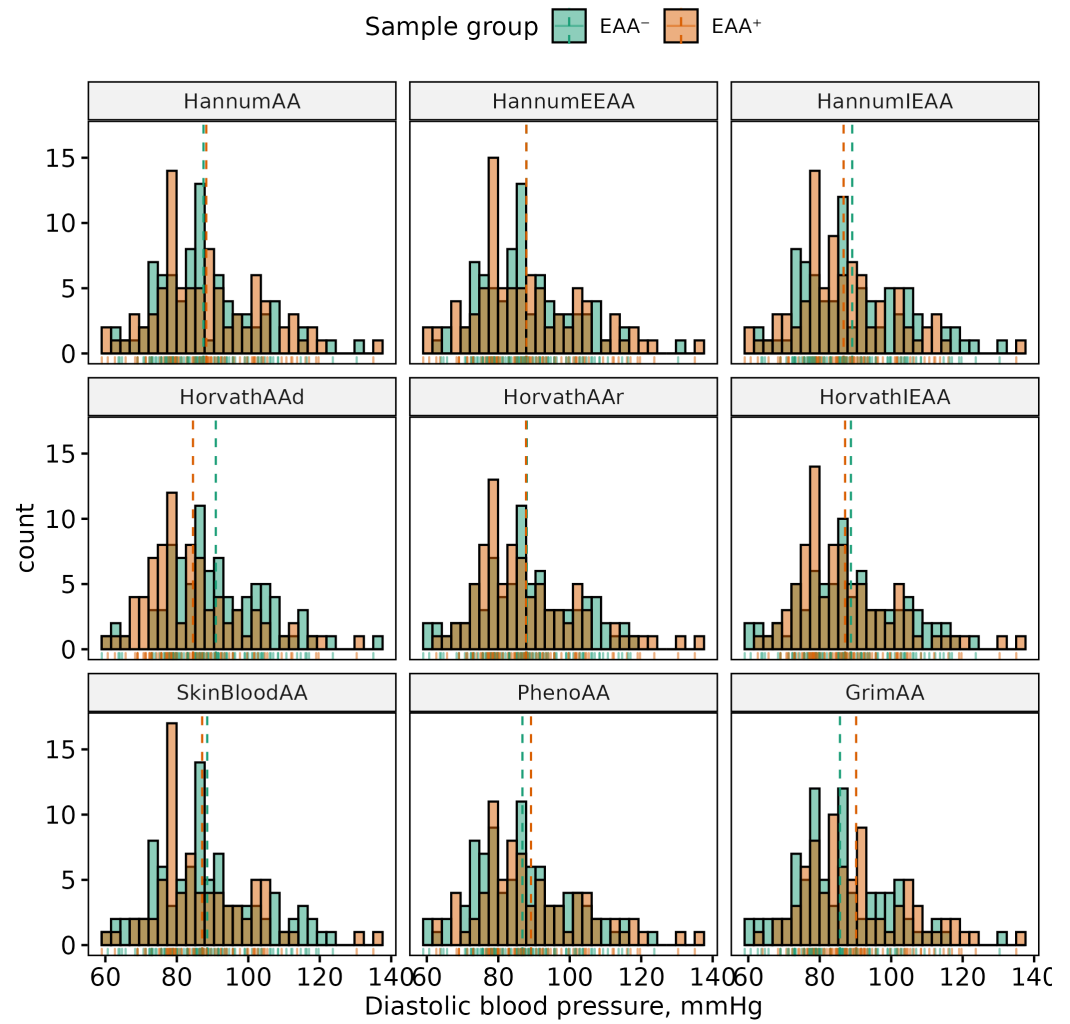 Sample group EAA⁻ EAA⁺
HannumAA HannumEEAA HannumIEAA
15
10
5
0
HorvathAAd HorvathAAr HorvathIEAA
15
10
5
0
count
SkinBloodAA PhenoAA GrimAA
15
10
5
0
60 80 100 120 140 60 80 100 120 140 60 80 100 120 140
Diastolic blood pressure, mmHg